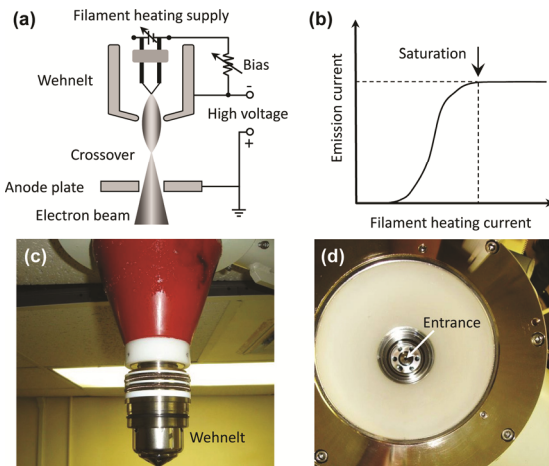 (a)
Filament heating supply
Wehnelt
Bias
-
High voltage
+
Crossover
Anode plate
Electron beam
(b)
Saturation
Emission current
Filament heating current
(c)
Wehnelt
(d)
Entrance